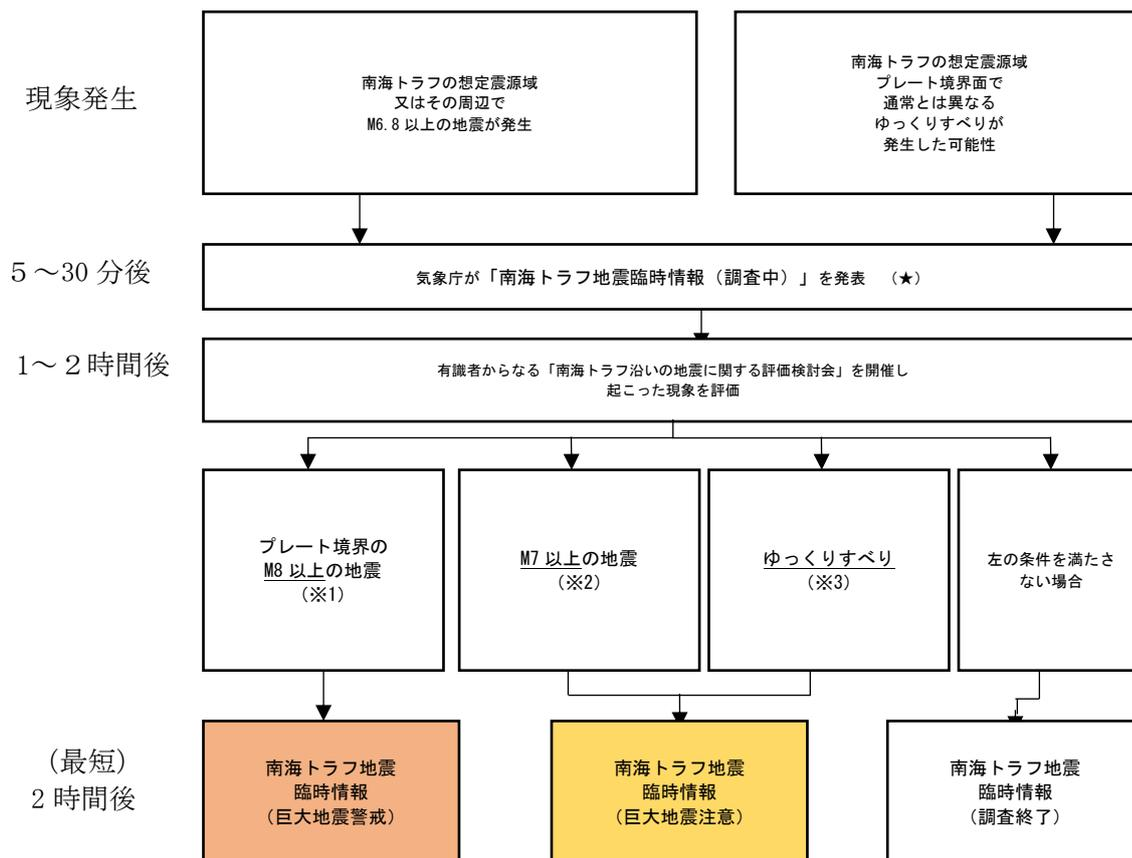 現象発生
南海トラフの想定震源域
又はその周辺で
M6.8 以上の地震が発生
南海トラフの想定震源域
プレート境界面で
通常とは異なる
ゆっくりすべりが
発生した可能性
5～30 分後
気象庁が「南海トラフ地震臨時情報（調査中）」を発表　（★）
1～２時間後
有識者からなる「南海トラフ沿いの地震に関する評価検討会」を開催し
起こった現象を評価
プレート境界の
M8 以上の地震
（※1）
M7 以上の地震
（※2）
ゆっくりすべり
（※3）
左の条件を満たさ
ない場合
（最短）
2 時間後
南海トラフ地震
臨時情報
（巨大地震警戒）
南海トラフ地震
臨時情報
（巨大地震注意）
南海トラフ地震
臨時情報
（調査終了）